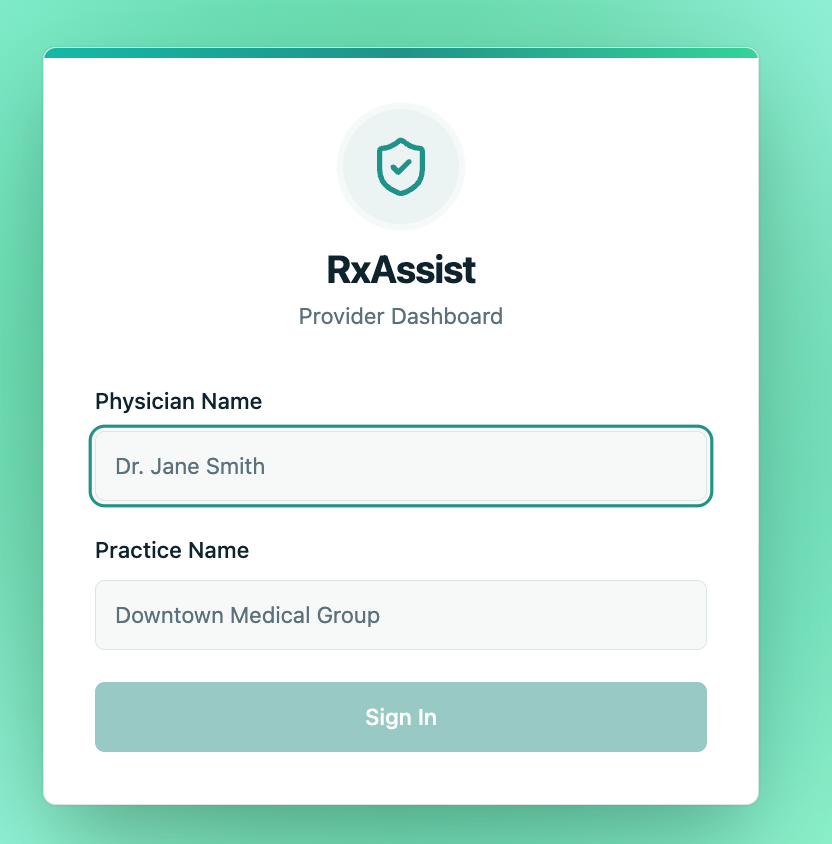 RxAssist
Provider Dashboard
Physician Name
Dr. Jane Smith
Practice Name
Downtown Medical Group
Sign In